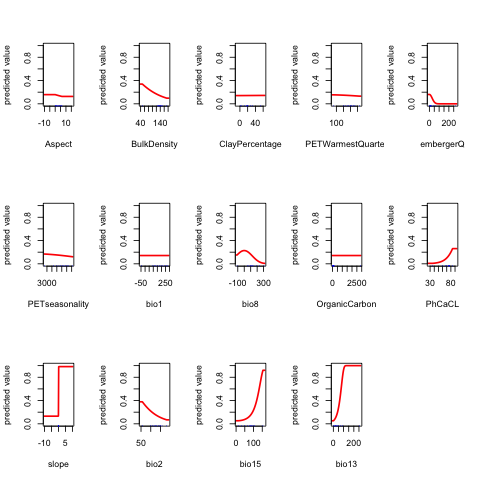 predicted value 0.0 0.4 0.8 -10 10 Aspect
predicted value 0.0 0.4 0.8 40 140 BulkDensity
predicted value 0.0 0.4 0.8 0 40 ClayPercentage
predicted value 0.0 0.4 0.8 100 PETWarmestQuarte
predicted value 0.0 0.4 0.8 0 200 embergerQ
predicted value 0.0 0.4 0.8 3000 PETseasonality
predicted value 0.0 0.4 0.8 -50 250 bio1
predicted value 0.0 0.4 0.8 -100 300 bio8
predicted value 0.0 0.4 0.8 0 2500 OrganicCarbon
predicted value 0.0 0.4 0.8 30 80 PhCaCL
predicted value 0.0 0.4 0.8 -10 5 slope
predicted value 0.0 0.4 0.8 50 bio2
predicted value 0.0 0.4 0.8 0 100 bio15
predicted value 0.0 0.4 0.8 0 200 bio13